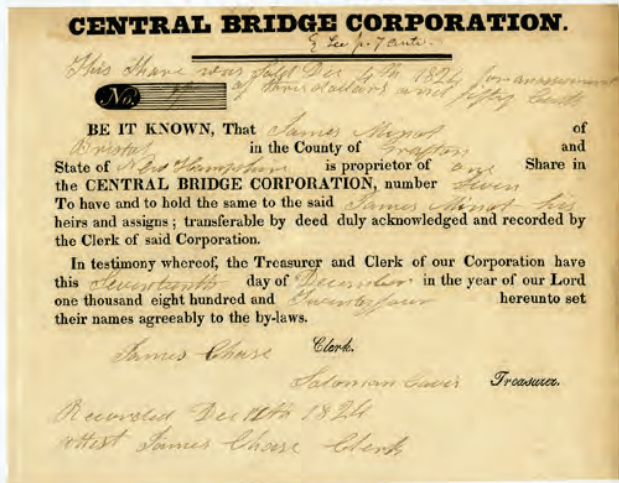 CENTRAL BRIDGE CORPORATION.
See p. 7 ante.
This Share was sold Dec 4th 1824 for an assessment
No. of three dollars and fifty Cents
BE IT KNOWN, That James Minot of
Bristol in the County of Grafton and
State of New Hampshire is proprietor of one Share in
the CENTRAL BRIDGE CORPORATION, number Seven
To have and to hold the same to the said James Minot his
heirs and assigns; transferable by deed duly acknowledged and recorded by
the Clerk of said Corporation.
In testimony whereof, the Treasurer and Clerk of our Corporation have
this Seventeenth day of December in the year of our Lord
one thousand eight hundred and Twentyfour hereunto set
their names agreeably to the by-laws.
James Chase Clerk.
Treasurer.
Recorded Dec 1824
Attest James Chase Clerk